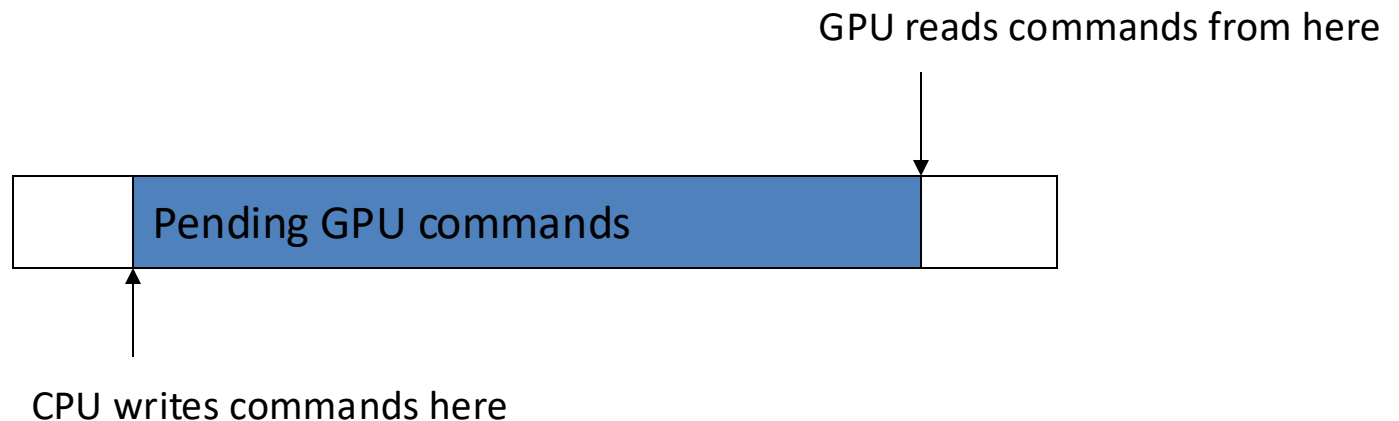 GPU reads commands from here
Pending GPU commands
CPU writes commands here